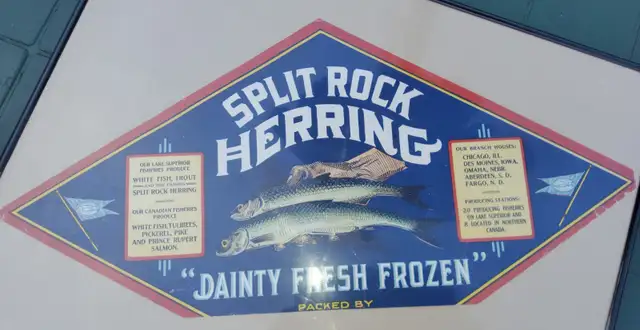 SPLIT ROCK
HERRING
OUR LAKE SUPERIOR
FISHERIES PRODUCE
WHITE FISH, TROUT
SPLIT ROCK HERRING
OUR CANADIAN FISHERIES
PRODUCE
WHITE FISH, TULIBEES,
PICKEREL, PIKE
AND PRINCE RUPERT
SALMON.
OUR BRANCH HOUSES:
CHICAGO, ILL.
DES MOINES, IOWA,
OMAHA, NEBR.
ABERDEEN, S. D.
FARGO, N. D.
PRODUCING STATIONS:
20 PRODUCING FISHERIES
ON LAKE SUPERIOR AND
IN NORTHERN
CANADA.
"DAINTY FRESH FROZEN"
PACKED BY